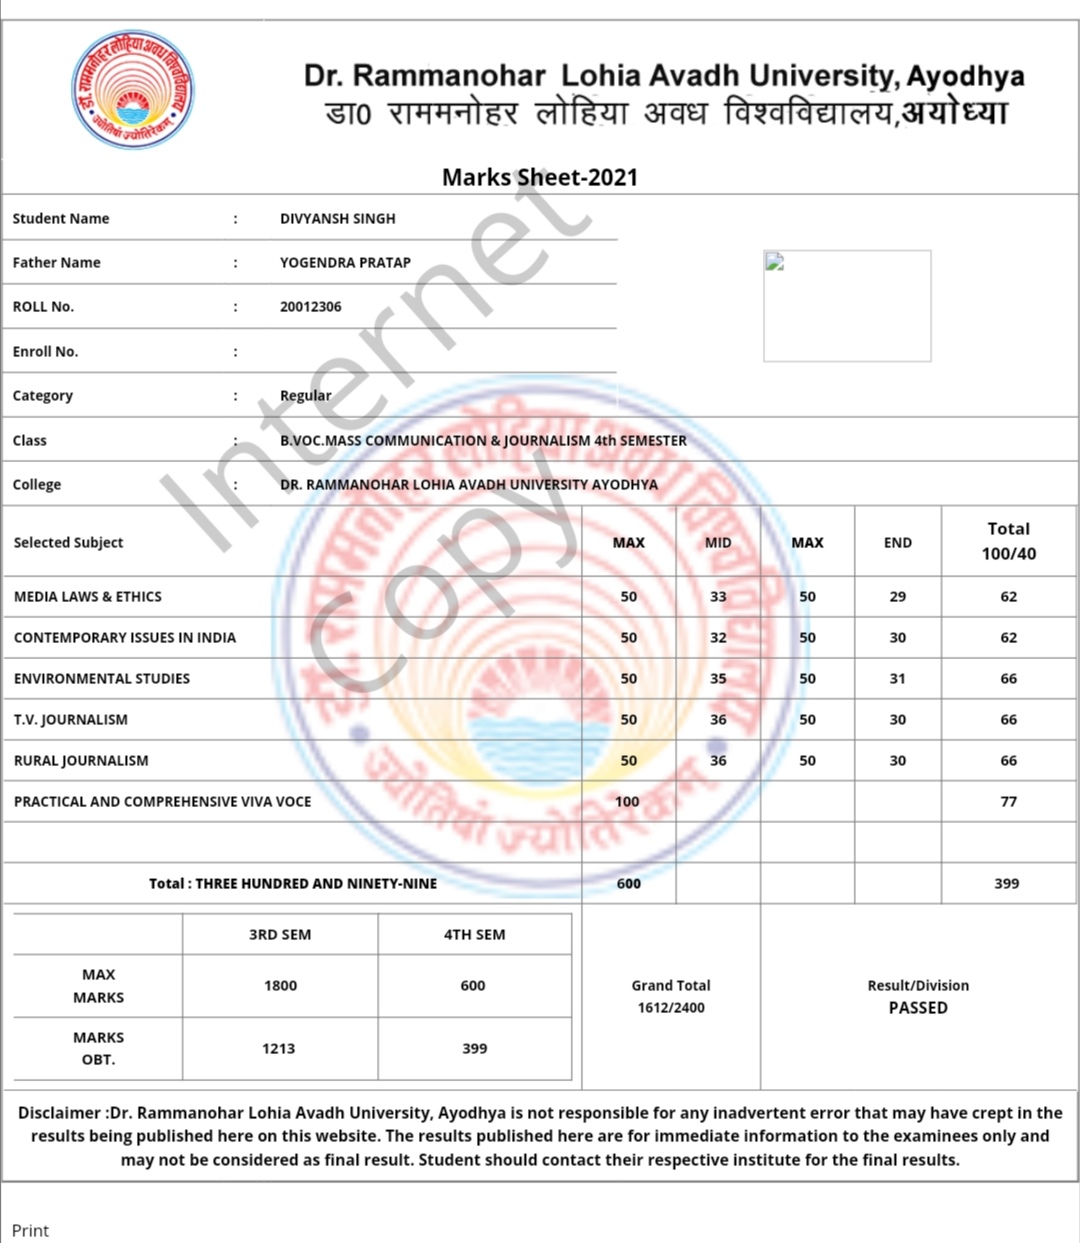 डा. राममनोहर लोहिया अवध विश्वविद्यालय
ज्योतिषां ज्योतिरेकम्
Dr. Rammanohar Lohia Avadh University, Ayodhya
डा0 राममनोहर लोहिया अवध विश्वविद्यालय,अयोध्या
Marks Sheet-2021
Student Name : DIVYANSH SINGH
Father Name : YOGENDRA PRATAP
ROLL No. : 20012306
Enroll No. :
Category : Regular
Class : B.VOC.MASS COMMUNICATION & JOURNALISM 4th SEMESTER
College : DR. RAMMANOHAR LOHIA AVADH UNIVERSITY AYODHYA
Internet
Copy
डा. राममनोहर लोहिया अवध विश्वविद्यालय
ज्योतिषां ज्योतिरेकम्
Selected Subject MAX MID MAX END Total
100/40
MEDIA LAWS & ETHICS 50 33 50 29 62
CONTEMPORARY ISSUES IN INDIA 50 32 50 30 62
ENVIRONMENTAL STUDIES 50 35 50 31 66
T.V. JOURNALISM 50 36 50 30 66
RURAL JOURNALISM 50 36 50 30 66
PRACTICAL AND COMPREHENSIVE VIVA VOCE 100 77
Total : THREE HUNDRED AND NINETY-NINE 600 399
3RD SEM 4TH SEM
MAX
MARKS 1800 600
MARKS
OBT. 1213 399
Grand Total
1612/2400
Result/Division
PASSED
Disclaimer :Dr. Rammanohar Lohia Avadh University, Ayodhya is not responsible for any inadvertent error that may have crept in the
results being published here on this website. The results published here are for immediate information to the examinees only and
may not be considered as final result. Student should contact their respective institute for the final results.
Print